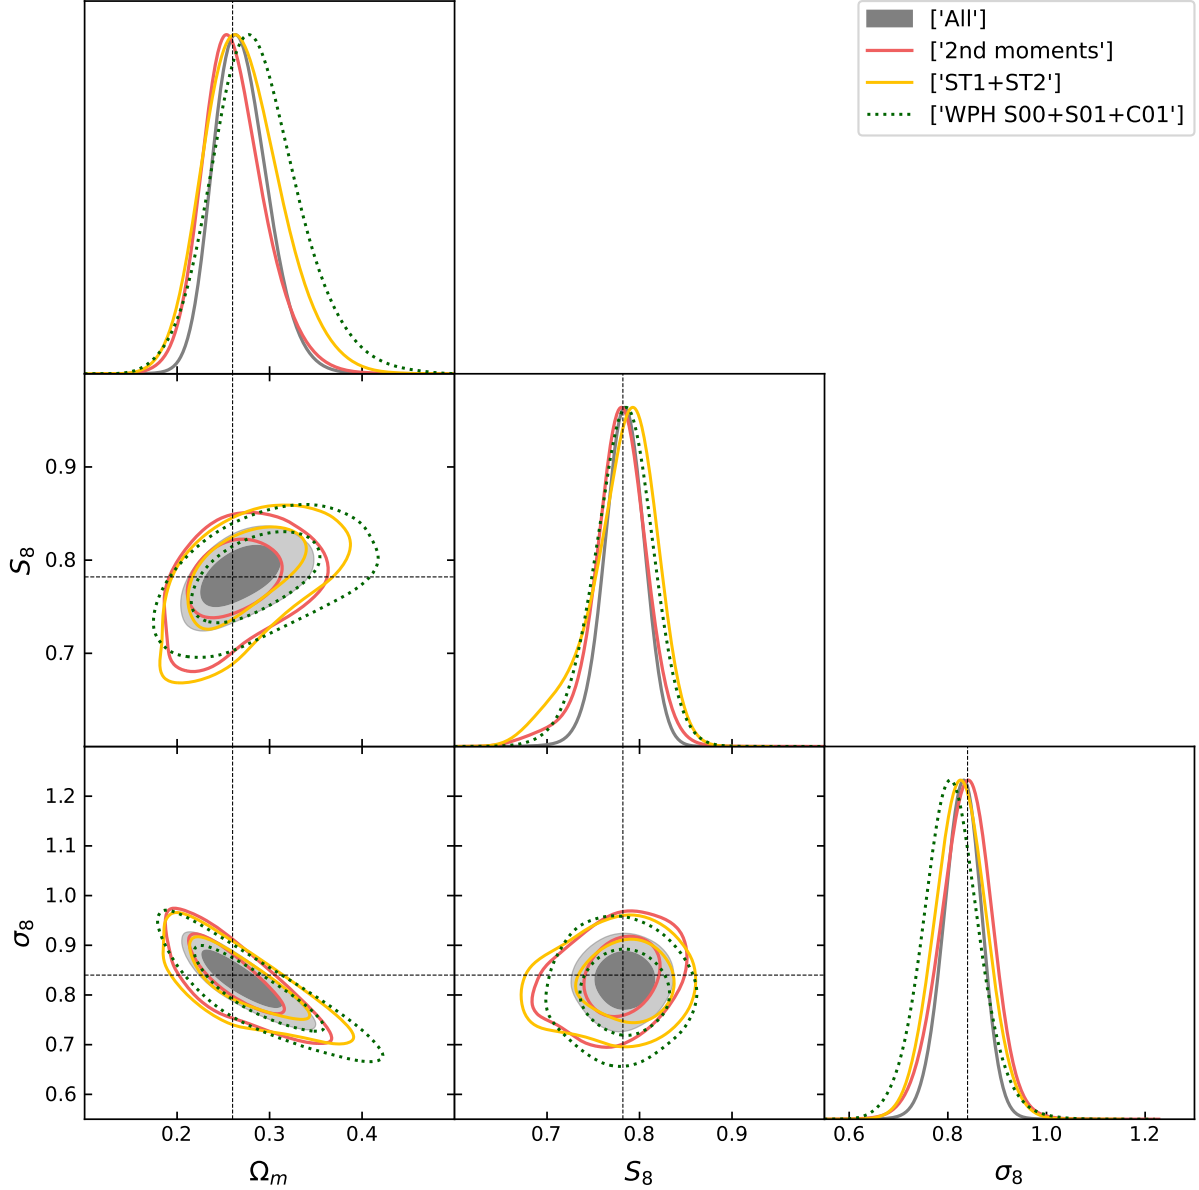 ['All']
['2nd moments']
['ST1+ST2']
['WPH S00+S01+C01']
0.9
0.8
0.7
S₈
1.2
1.1
1.0
0.9
0.8
0.7
0.6
σ₈
0.2 0.3 0.4
0.7 0.8 0.9
0.6 0.8 1.0 1.2
Ωₘ
S₈
σ₈